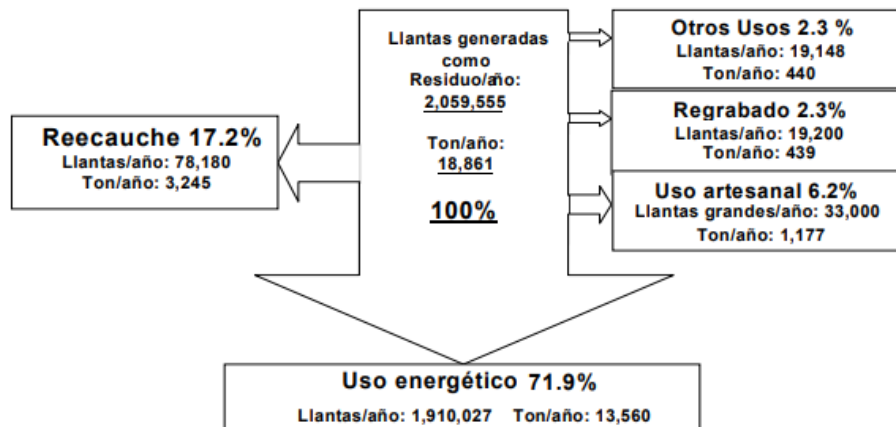 Llantas generadas
como
Residuo/año:
2,059,555
Ton/año:
18,861
100%
Otros Usos 2.3 %
Llantas/año: 19,148
Ton/año: 440
Regrabado 2.3%
Llantas/año: 19,200
Ton/año: 439
Uso artesanal 6.2%
Llantas grandes/año: 33,000
Ton/año: 1,177
Reecauche 17.2%
Llantas/año: 78,180
Ton/año: 3,245
Uso energético 71.9%
Llantas/año: 1,910,027 Ton/año: 13,560